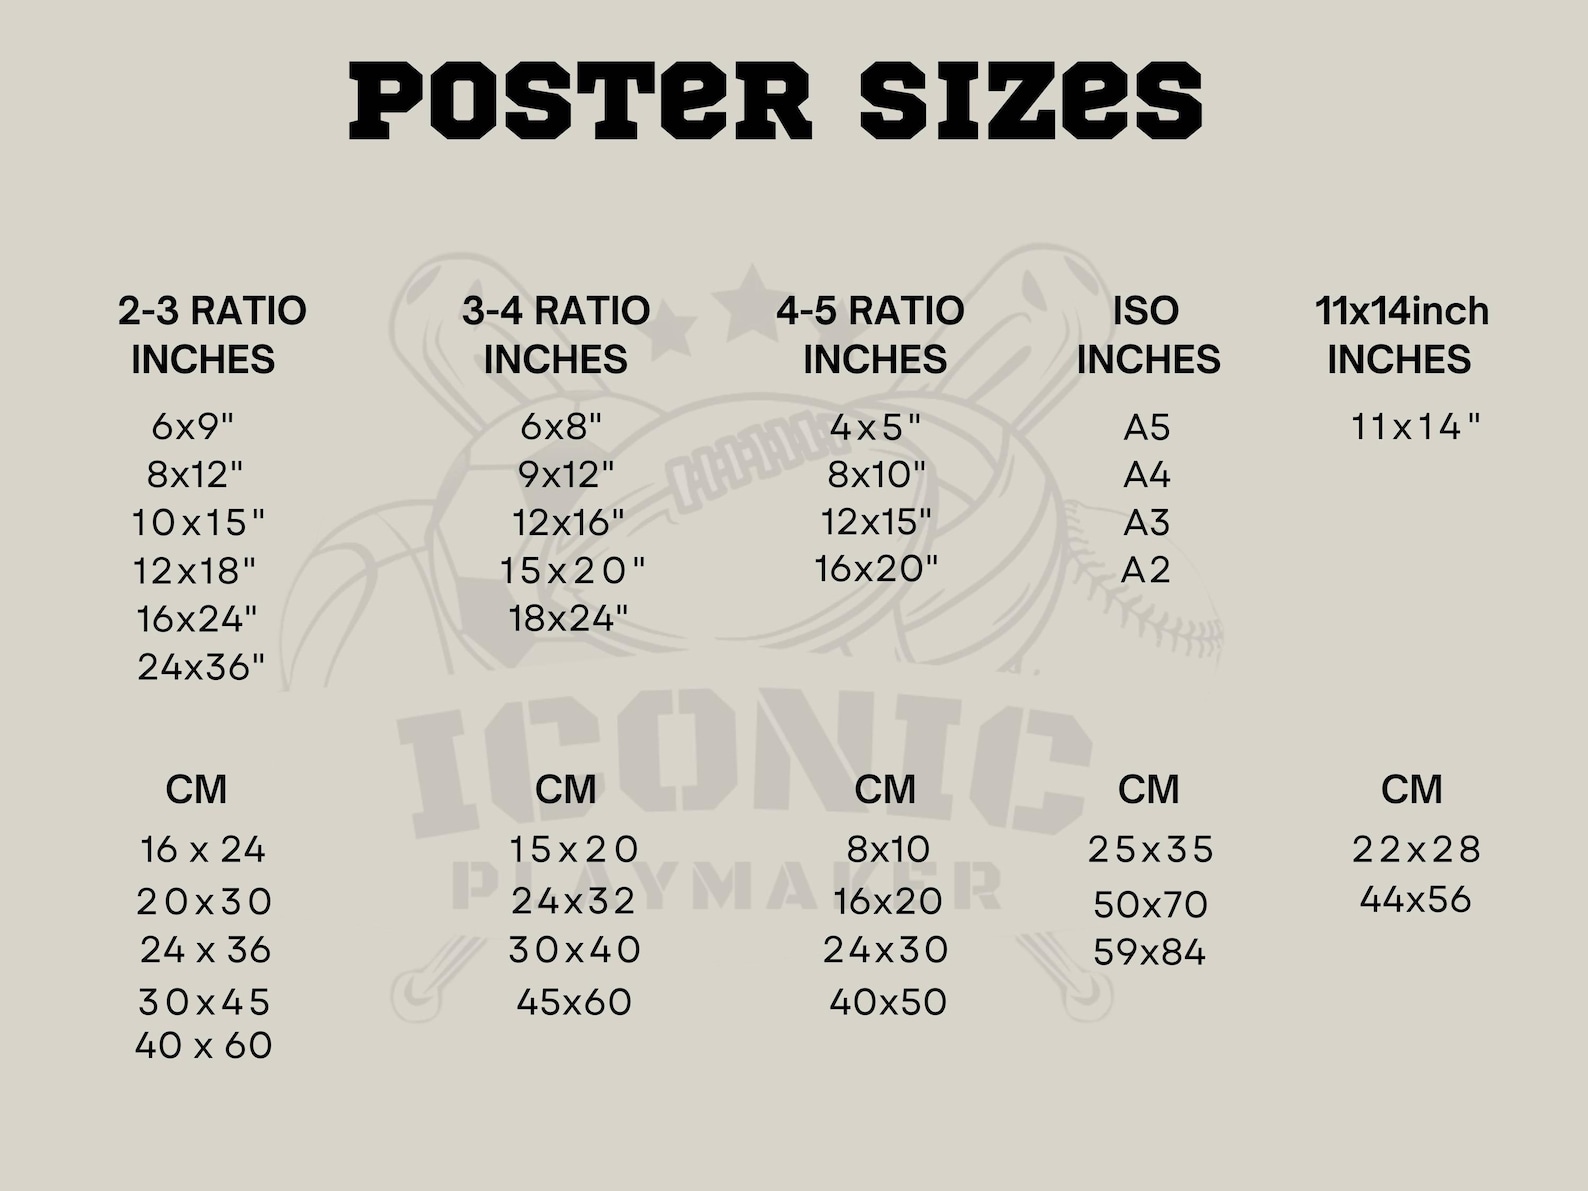 POSTER SIZES
2-3 RATIO
INCHES
6x9"
8x12"
10x15"
12x18"
16x24"
24x36"
3-4 RATIO
INCHES
6x8"
9x12"
12x16"
15x20"
18x24"
4-5 RATIO
INCHES
4x5"
8x10"
12x15"
16x20"
ISO
INCHES
A5
A4
A3
A2
11x14inch
INCHES
11x14"
CM
16 x 24
20x30
24 x 36
30x45
40 x 60
CM
15x20
24x32
30x40
45x60
CM
8x10
16x20
24x30
40x50
CM
25x35
50x70
59x84
CM
22x28
44x56
ICONIC
PLAYMAKER